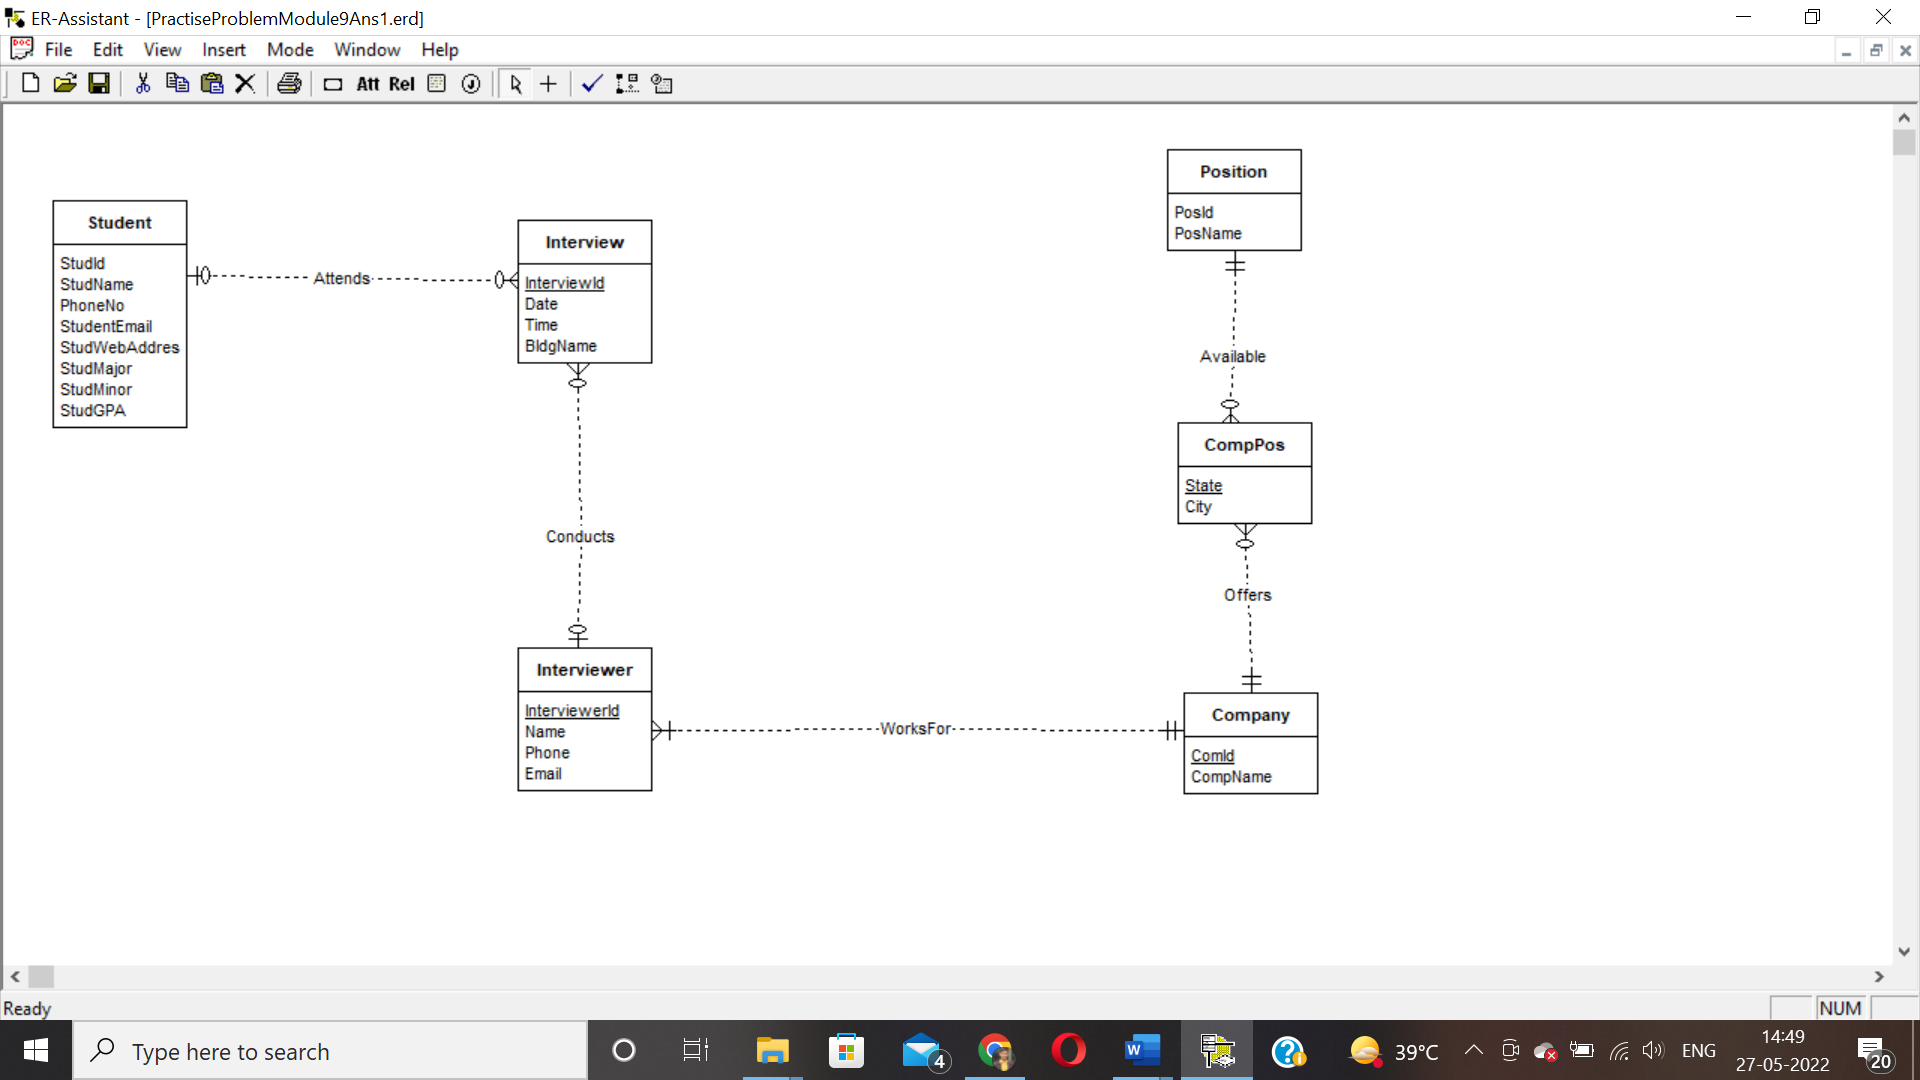 ER-Assistant - [PractiseProblemModule9Ans1.erd]
DOC File Edit View Insert Mode Window Help
Att Rel J
Position
PosId
PosName
Student
StudId
StudName
PhoneNo
StudentEmail
StudWebAddres
StudMajor
StudMinor
StudGPA
Attends
Interview
InterviewId
Date
Time
BldgName
Available
CompPos
State
City
Conducts
Offers
Interviewer
InterviewerId
Name
Phone
Email
WorksFor
Company
ComId
CompName
Ready
NUM
Type here to search
4
W
?
39°C
ENG
14:49
27-05-2022
20